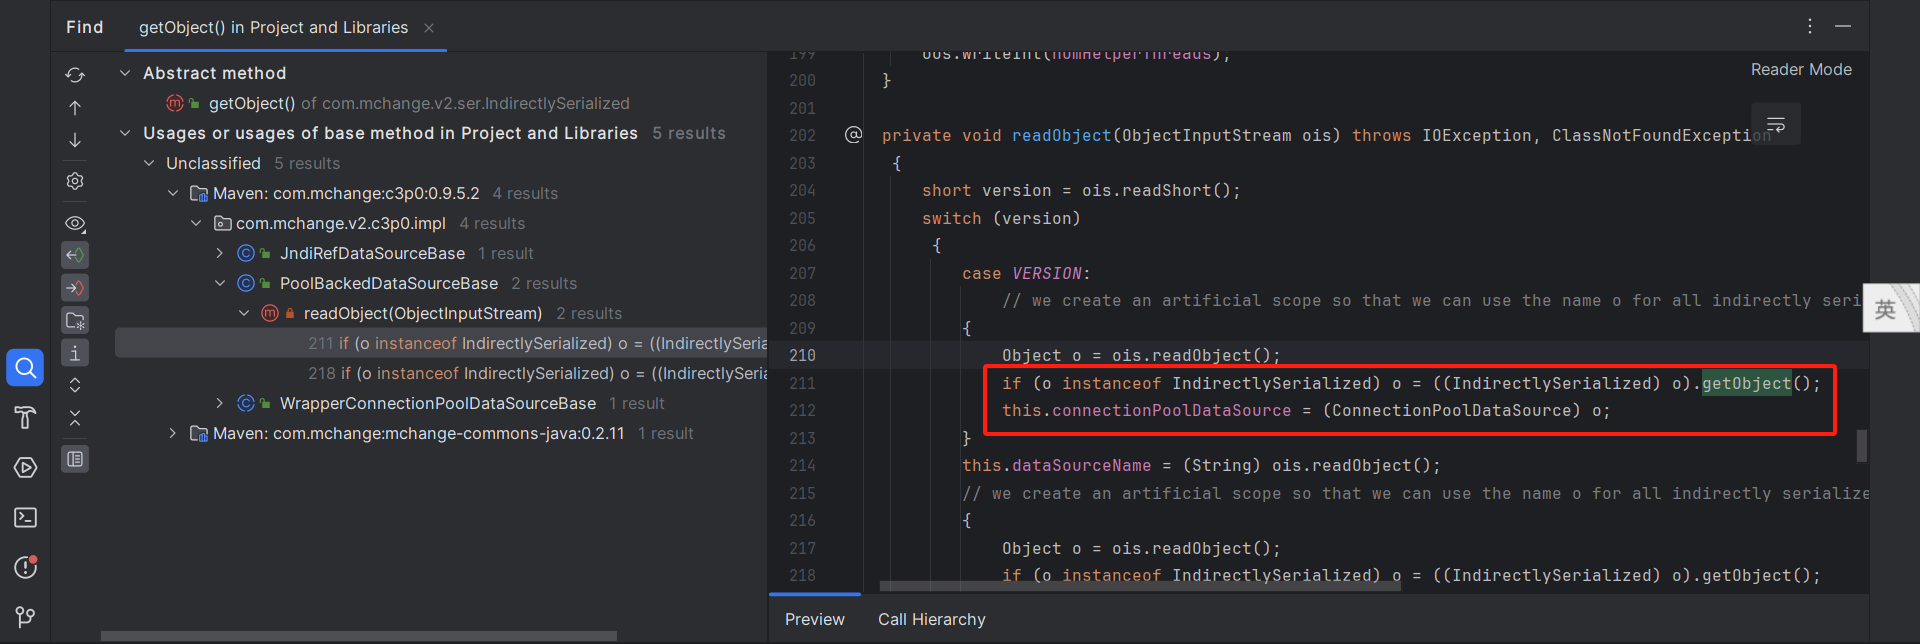 Find
getObject() in Project and Libraries
Abstract method
getObject() of com.mchange.v2.ser.IndirectlySerialized
Usages or usages of base method in Project and Libraries 5 results
Unclassified 5 results
Maven: com.mchange:c3p0:0.9.5.2 4 results
com.mchange.v2.c3p0.impl 4 results
JndiRefDataSourceBase 1 result
PoolBackedDataSourceBase 2 results
readObject(ObjectInputStream) 2 results
211 if (o instanceof IndirectlySerialized) o = ((IndirectlySeria
218 if (o instanceof IndirectlySerialized) o = ((IndirectlySeria
WrapperConnectionPoolDataSourceBase 1 result
Maven: com.mchange:mchange-commons-java:0.2.11 1 result
Reader Mode
199 oos.writeInt(numHelperThreads);
200 }
201
202 @ private void readObject(ObjectInputStream ois) throws IOException, ClassNotFoundException
203 {
204 short version = ois.readShort();
205 switch (version)
206 {
207 case VERSION:
208 // we create an artificial scope so that we can use the name o for all indirectly seri
209 {
210 Object o = ois.readObject();
211 if (o instanceof IndirectlySerialized) o = ((IndirectlySerialized) o).getObject();
212 this.connectionPoolDataSource = (ConnectionPoolDataSource) o;
213 }
214 this.dataSourceName = (String) ois.readObject();
215 // we create an artificial scope so that we can use the name o for all indirectly serialize
216 {
217 Object o = ois.readObject();
218 if (o instanceof IndirectlySerialized) o = ((IndirectlySerialized) o).getObject();
Preview
Call Hierarchy
英